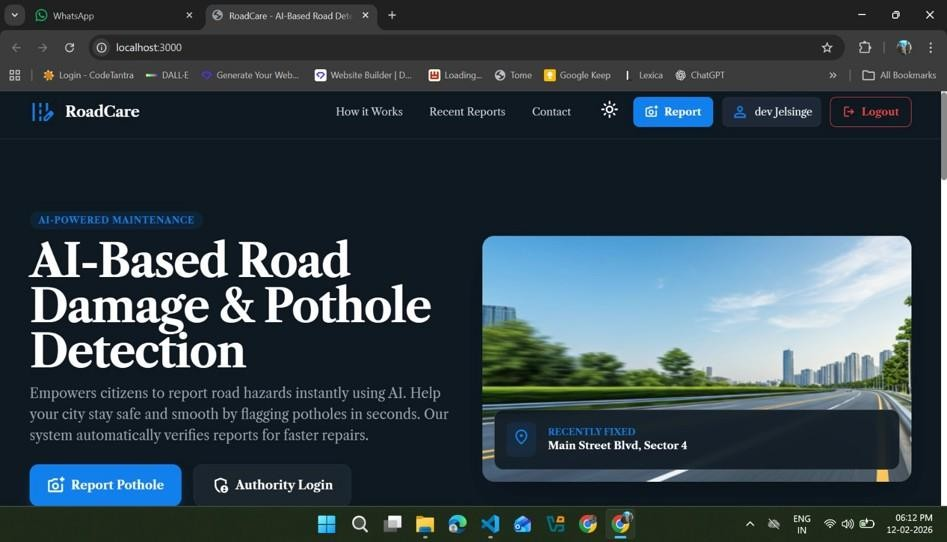 WhatsApp
RoadCare - AI-Based Road Dete
localhost:3000
Login - CodeTantra
DALL·E
Generate Your Web...
Website Builder | D...
Loading...
Tome
Google Keep
Lexica
ChatGPT
All Bookmarks
RoadCare
How it Works
Recent Reports
Contact
Report
dev Jelsinge
Logout
AI-POWERED MAINTENANCE
AI-Based Road
Damage & Pothole
Detection
Empowers citizens to report road hazards instantly using AI. Help
your city stay safe and smooth by flagging potholes in seconds. Our
system automatically verifies reports for faster repairs.
Report Pothole
Authority Login
RECENTLY FIXED
Main Street Blvd, Sector 4
ENG
IN
06:12 PM
12-02-2026